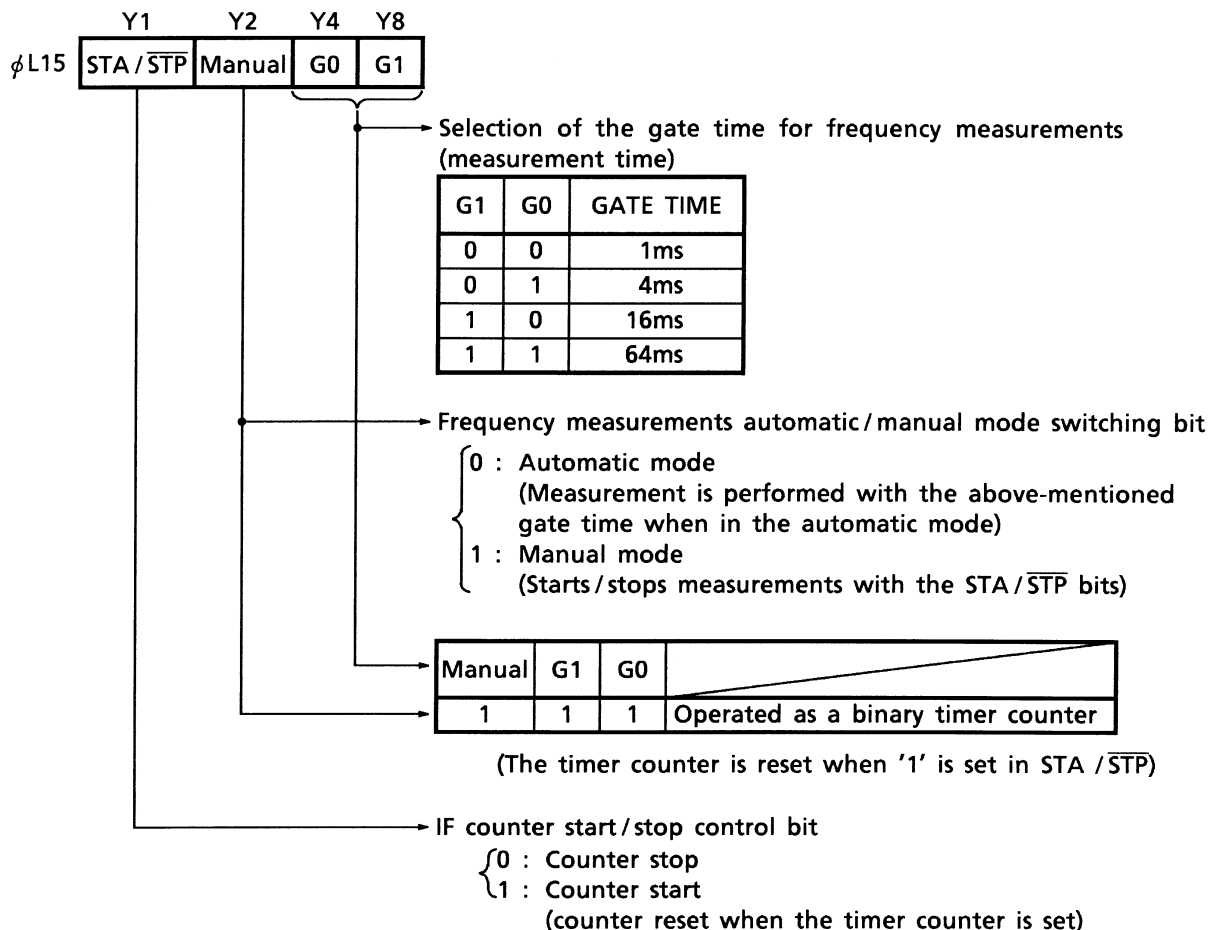 Y1 Y2 Y4 Y8
ϕL15 STA / S̅T̅P̅ Manual G0 G1
Selection of the gate time for frequency measurements
(measurement time)
G1 G0 GATE TIME
0 0 1ms
0 1 4ms
1 0 16ms
1 1 64ms
Frequency measurements automatic / manual mode switching bit
0 : Automatic mode
(Measurement is performed with the above-mentioned
gate time when in the automatic mode)
1 : Manual mode
(Starts / stops measurements with the STA / S̅T̅P̅ bits)
Manual G1 G0
1 1 1 Operated as a binary timer counter
(The timer counter is reset when '1' is set in STA / S̅T̅P̅)
IF counter start / stop control bit
0 : Counter stop
1 : Counter start
(counter reset when the timer counter is set)